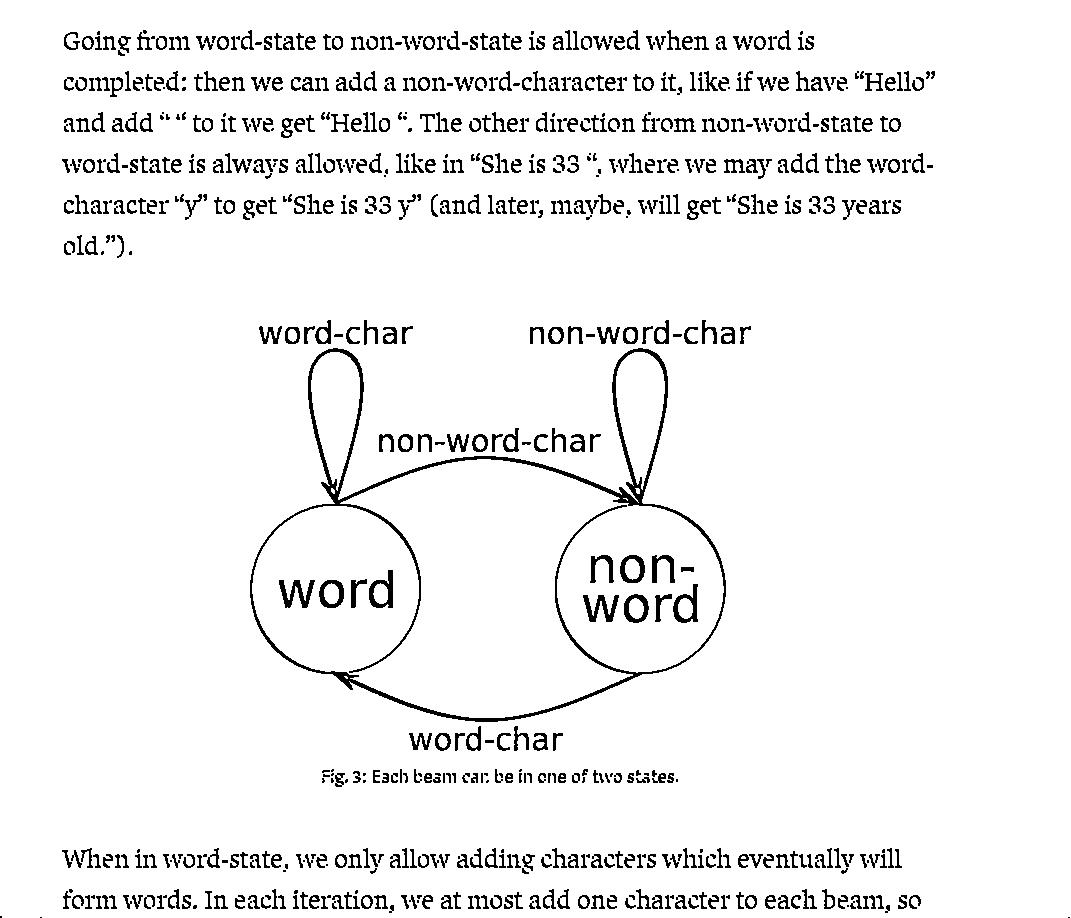 Going from word-state to non-word-state is allowed when a word is
completed: then we can add a non-word-character to it, like if we have “Hello”
and add “ “ to it we get “Hello “. The other direction from non-word-state to
word-state is always allowed, like in “She is 33 “, where we may add the word-
character “y” to get “She is 33 y” (and later, maybe, will get “She is 33 years
old.”).
word-char
non-word-char
non-word-char
word
non-
word
word-char
Fig. 3: Each beam can be in one of two states.
When in word-state, we only allow adding characters which eventually will
form words. In each iteration, we at most add one character to each beam, so